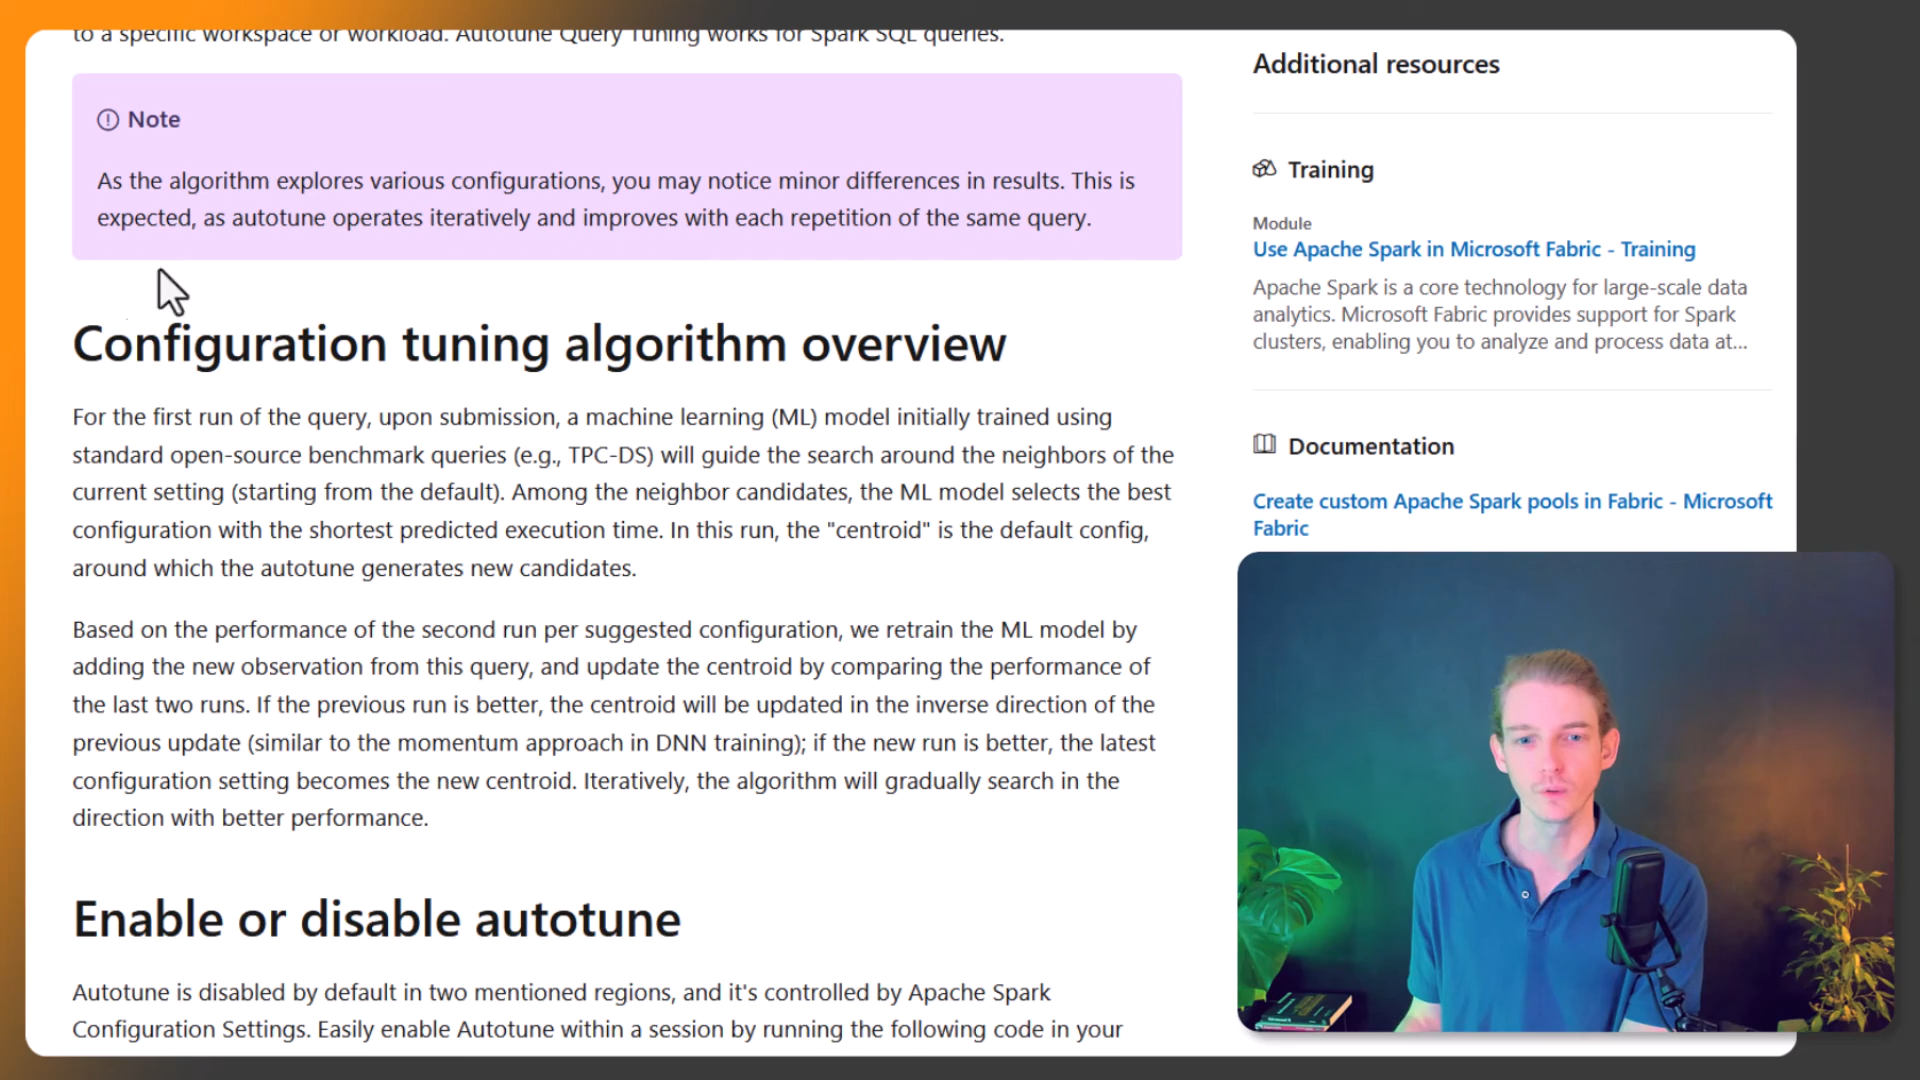 to a specific workspace or workload. Autotune Query Tuning works for Spark SQL queries.
Note
As the algorithm explores various configurations, you may notice minor differences in results. This is
expected, as autotune operates iteratively and improves with each repetition of the same query.
Configuration tuning algorithm overview
For the first run of the query, upon submission, a machine learning (ML) model initially trained using
standard open-source benchmark queries (e.g., TPC-DS) will guide the search around the neighbors of the
current setting (starting from the default). Among the neighbor candidates, the ML model selects the best
configuration with the shortest predicted execution time. In this run, the "centroid" is the default config,
around which the autotune generates new candidates.
Based on the performance of the second run per suggested configuration, we retrain the ML model by
adding the new observation from this query, and update the centroid by comparing the performance of
the last two runs. If the previous run is better, the centroid will be updated in the inverse direction of the
previous update (similar to the momentum approach in DNN training); if the new run is better, the latest
configuration setting becomes the new centroid. Iteratively, the algorithm will gradually search in the
direction with better performance.
Enable or disable autotune
Autotune is disabled by default in two mentioned regions, and it's controlled by Apache Spark
Configuration Settings. Easily enable Autotune within a session by running the following code in your
Additional resources
Training
Module
Use Apache Spark in Microsoft Fabric - Training
Apache Spark is a core technology for large-scale data
analytics. Microsoft Fabric provides support for Spark
clusters, enabling you to analyze and process data at...
Documentation
Create custom Apache Spark pools in Fabric - Microsoft
Fabric